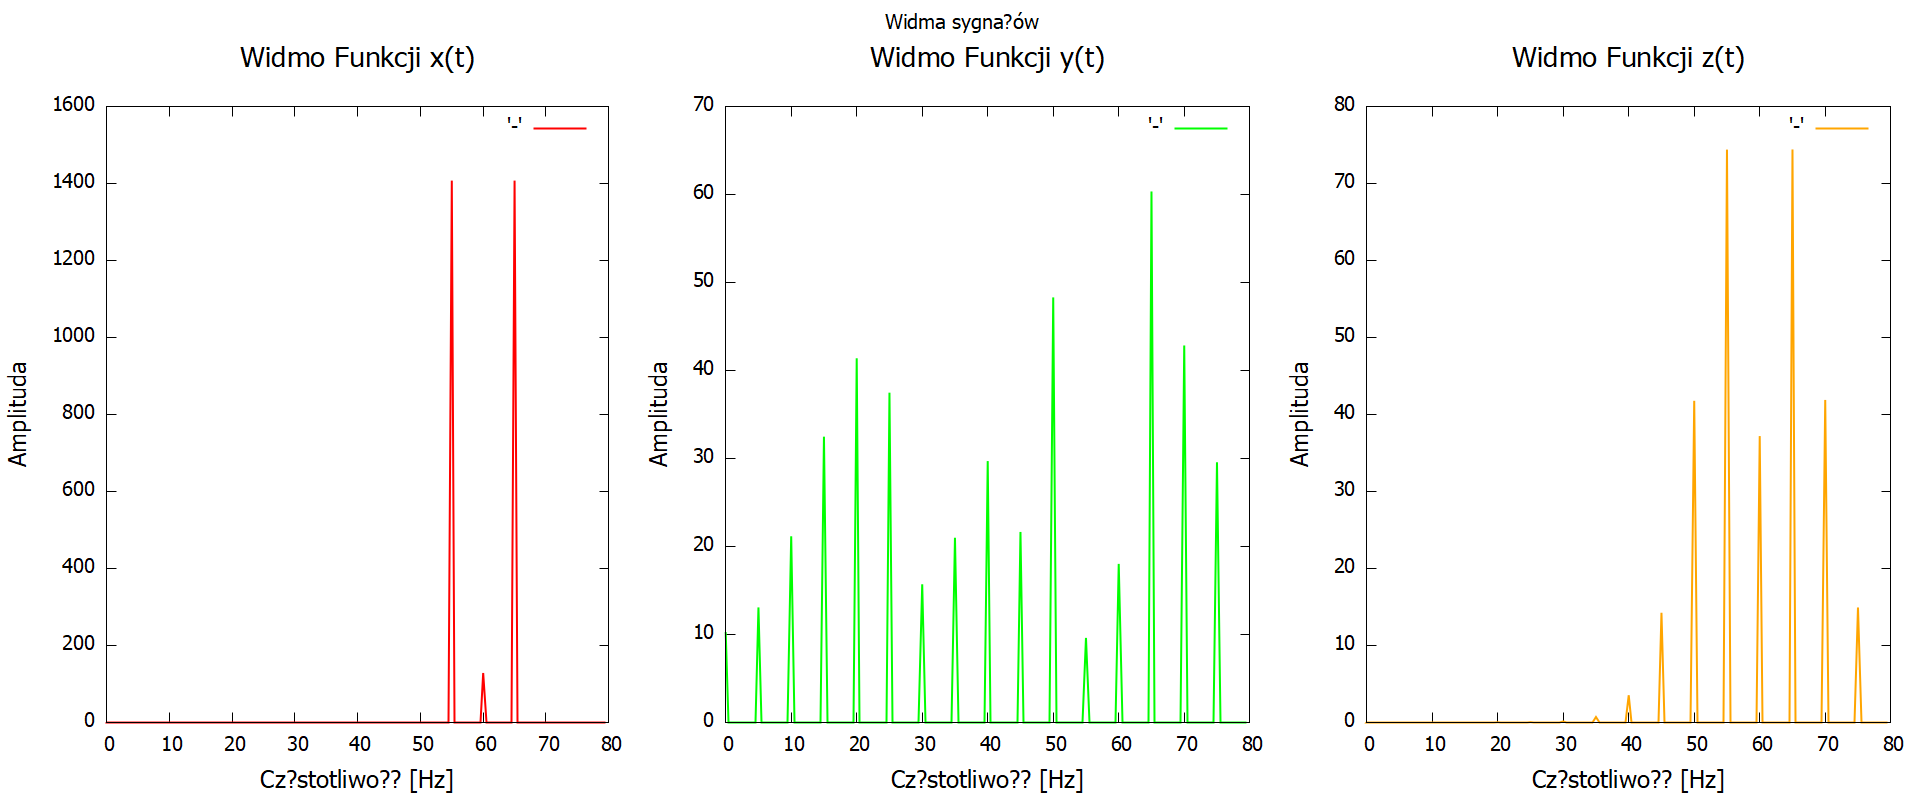 Widma sygna?ów
Widmo Funkcji x(t)
1600
1400
1200
1000
800
600
400
200
0
0 10 20 30 40 50 60 70 80
'-'
Amplituda
Cz?stotliwo?? [Hz]
Widmo Funkcji y(t)
70
60
50
40
30
20
10
0
0 10 20 30 40 50 60 70 80
'-'
Amplituda
Cz?stotliwo?? [Hz]
Widmo Funkcji z(t)
80
70
60
50
40
30
20
10
0
0 10 20 30 40 50 60 70 80
'-'
Amplituda
Cz?stotliwo?? [Hz]